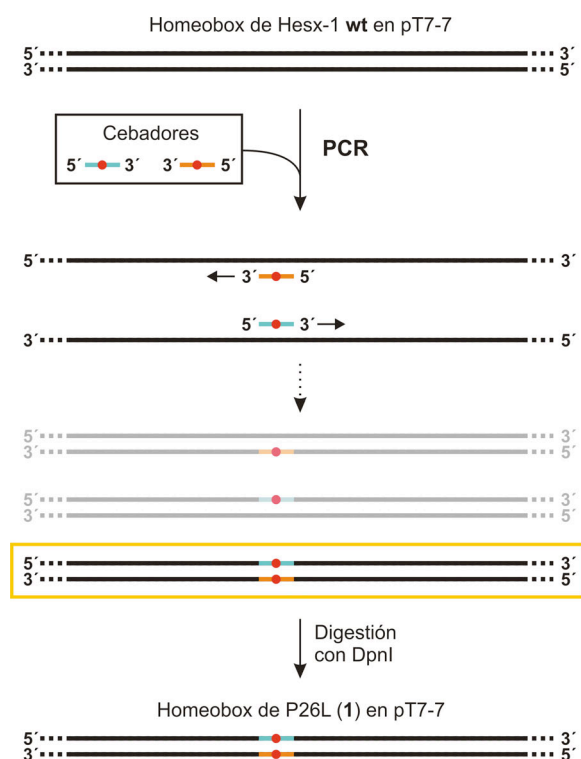 Homeobox de Hesx-1 wt en pT7-7
5´ 3´
3´ 5´
Cebadores
5´ 3´ 3´ 5´
PCR
5´ 3´
3´ 5´
5´ 3´
3´ 5´
5´ 3´
3´ 5´
5´ 3´
3´ 5´
5´ 3´
3´ 5´
Digestión
con DpnI
Homeobox de P26L (1) en pT7-7
5´ 3´
3´ 5´